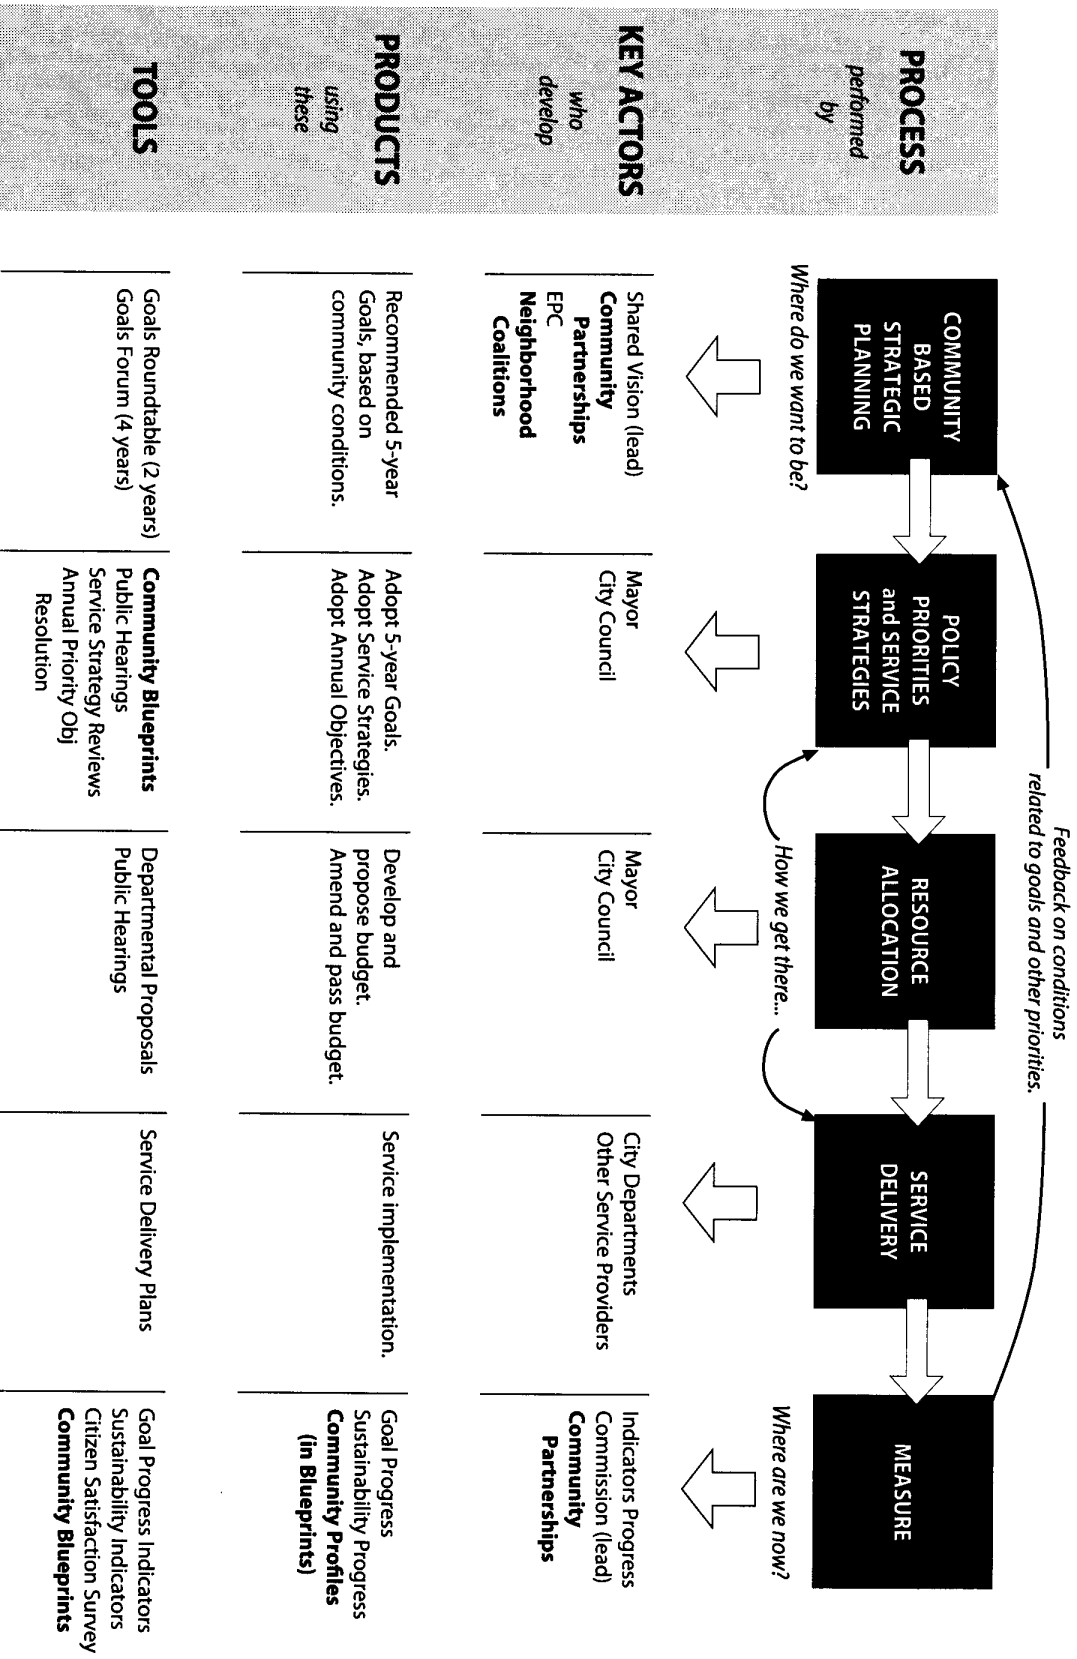 Feedback on conditions
related to goals and other priorities.
PROCESS
performed
by
COMMUNITY
BASED
STRATEGIC
PLANNING
POLICY
PRIORITIES
and SERVICE
STRATEGIES
RESOURCE
ALLOCATION
SERVICE
DELIVERY
MEASURE
Where do we want to be?
How we get there...
Where are we now?
KEY ACTORS
who
develop
Shared Vision (lead)
Community
Partnerships
EPC
Neighborhood
Coalitions
Mayor
City Council
Mayor
City Council
City Departments
Other Service Providers
Indicators Progress
Commission (lead)
Community
Partnerships
PRODUCTS
using
these
Recommended 5-year
Goals, based on
community conditions.
Adopt 5-year Goals.
Adopt Service Strategies.
Adopt Annual Objectives.
Develop and
propose budget.
Amend and pass budget.
Service implementation.
Goal Progress
Sustainability Progress
Community Profiles
(in Blueprints)
TOOLS
Goals Roundtable (2 years)
Goals Forum (4 years)
Community Blueprints
Public Hearings
Service Strategy Reviews
Annual Priority Obj
Resolution
Departmental Proposals
Public Hearings
Service Delivery Plans
Goal Progress Indicators
Sustainability Indicators
Citizen Satisfaction Survey
Community Blueprints